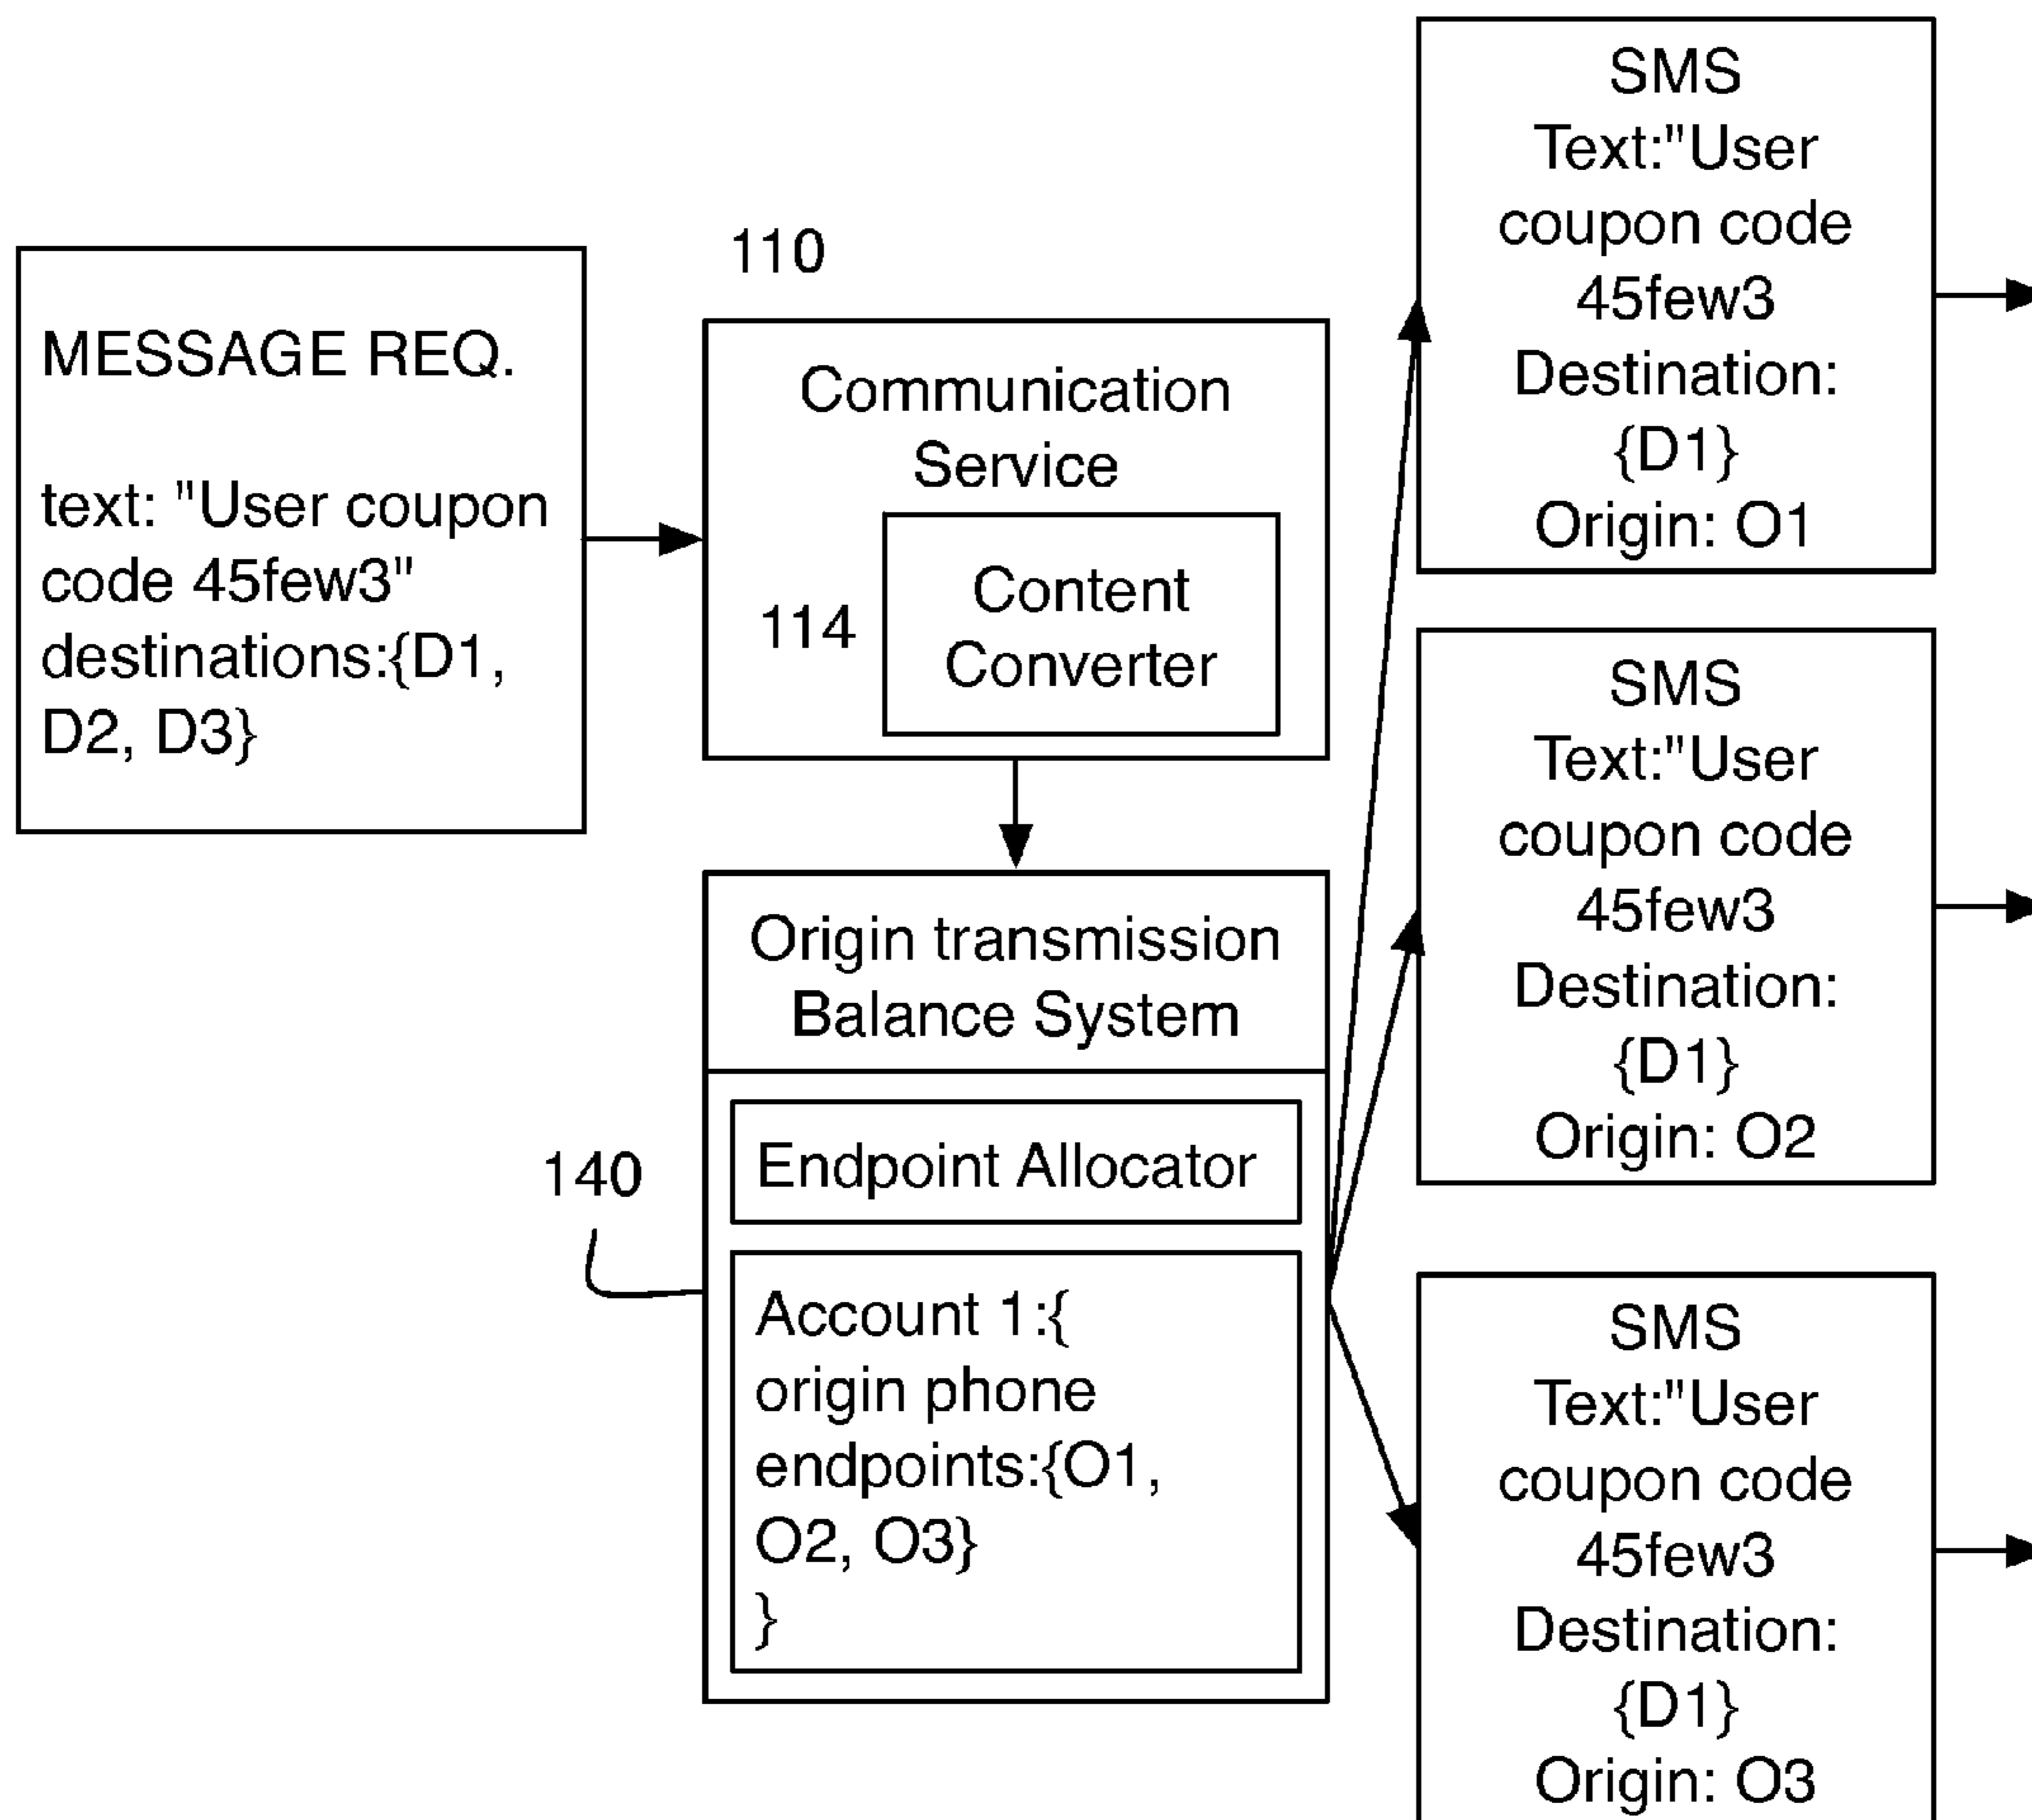 MESSAGE REQ.
text: "User coupon
code 45few3"
destinations:{D1,
D2, D3}
110
Communication
Service
114
Content
Converter
Origin transmission
Balance System
140
Endpoint Allocator
Account 1:{
origin phone
endpoints:{O1,
O2, O3}
}
SMS
Text:"User
coupon code
45few3
Destination:
{D1}
Origin: O1
SMS
Text:"User
coupon code
45few3
Destination:
{D1}
Origin: O2
SMS
Text:"User
coupon code
45few3
Destination:
{D1}
Origin: O3